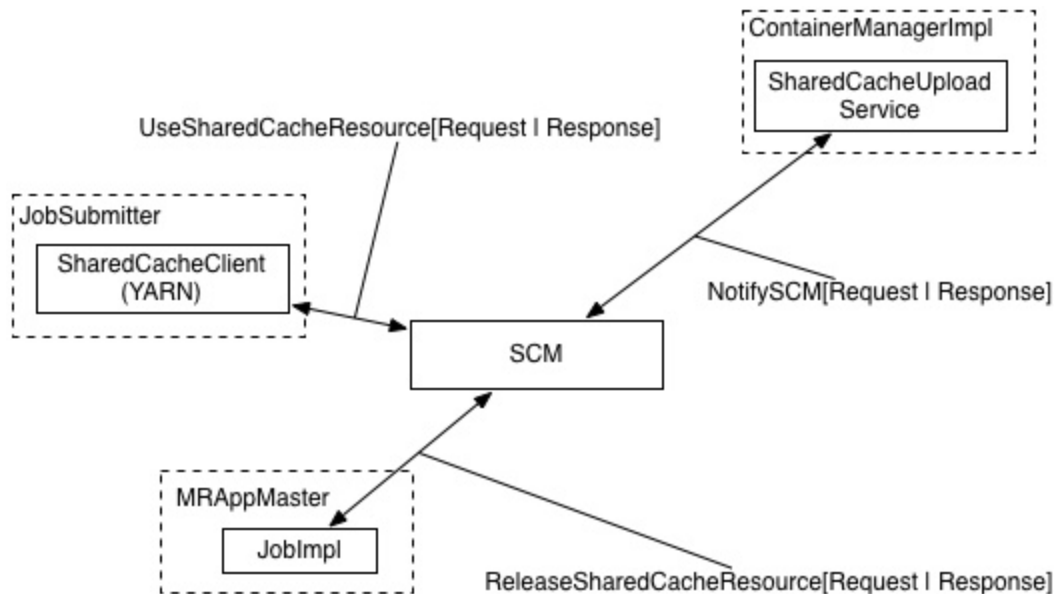 ContainerManagerImpl
SharedCacheUpload
Service
UseSharedCacheResource[Request | Response]
JobSubmitter
SharedCacheClient
(YARN)
NotifySCM[Request | Response]
SCM
MRAppMaster
JobImpl
ReleaseSharedCacheResource[Request | Response]